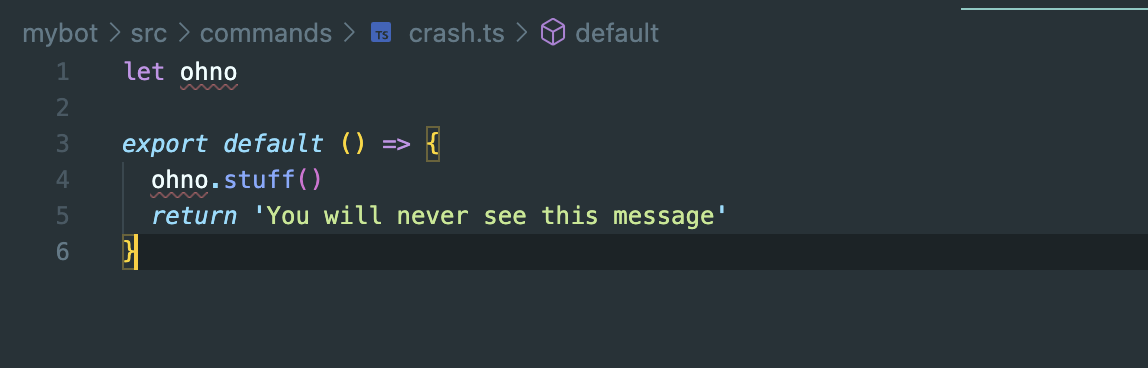 mybot > src > commands > TS crash.ts > default
1 let ohno
2
3 export default () => {
4 ohno.stuff()
5 return 'You will never see this message'
6 }